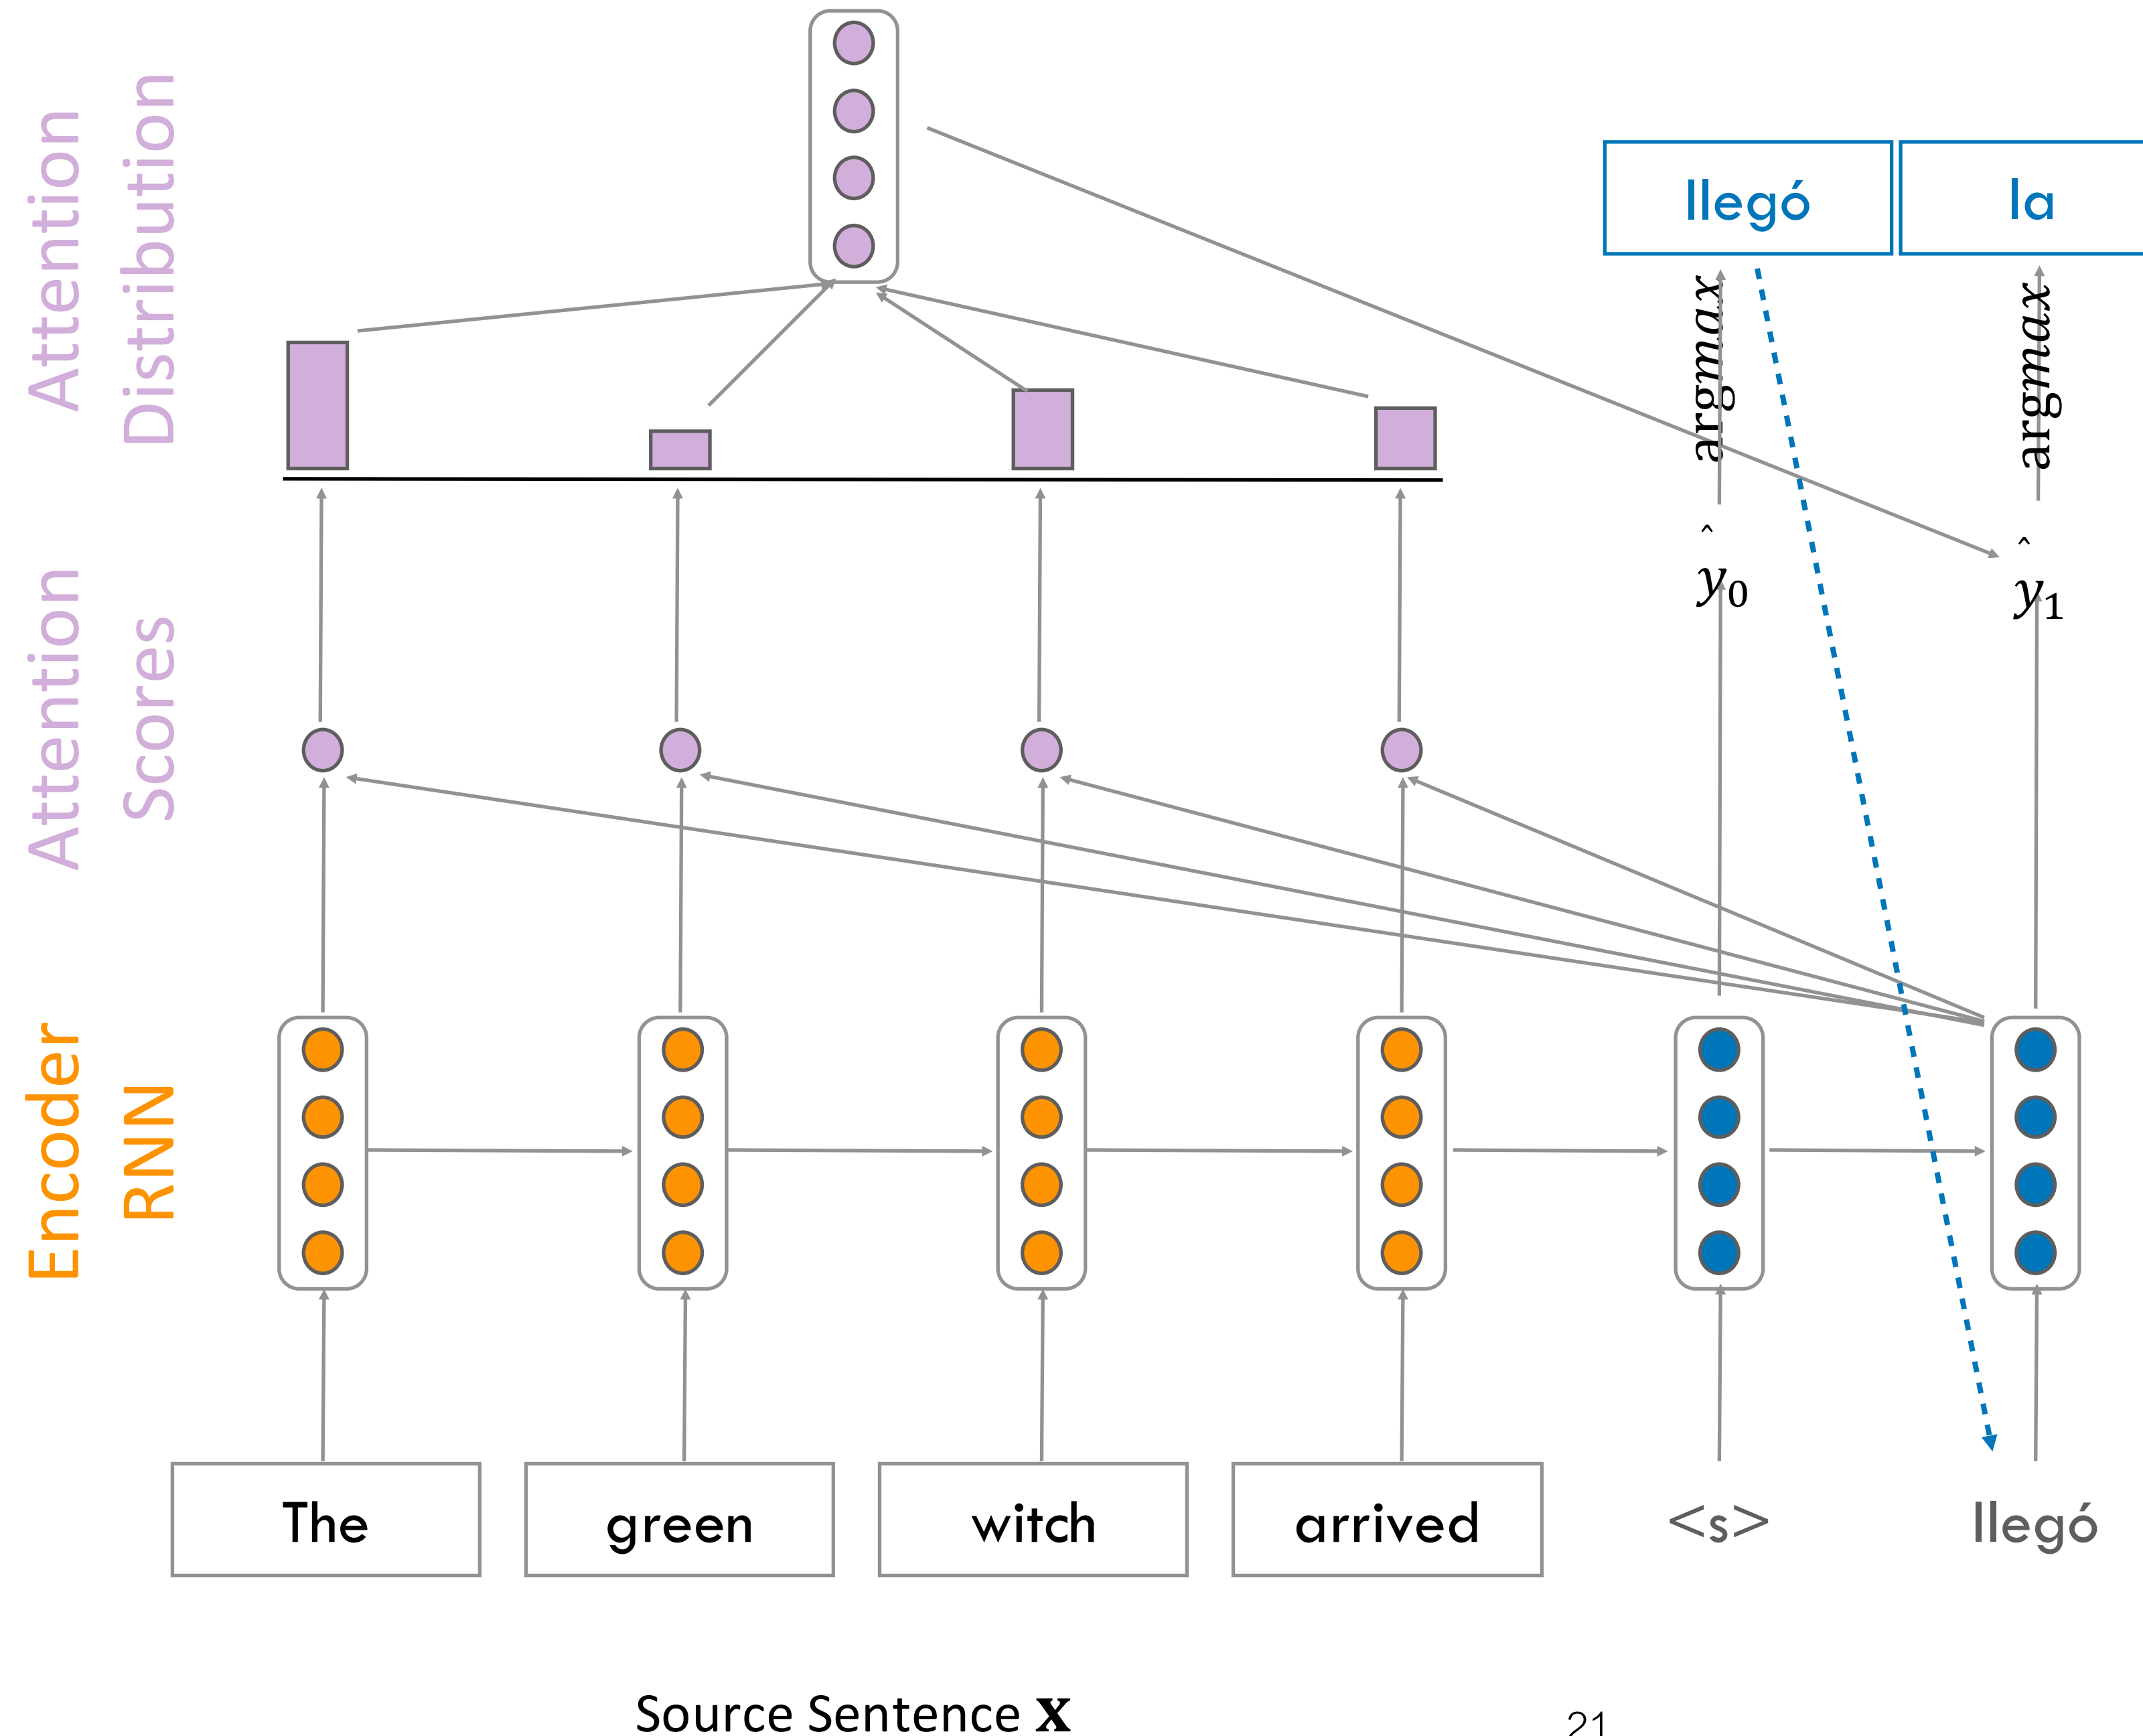 Attention
Distribution
llegó
la
argmax
argmax
ŷ0
ŷ1
Attention
Scores
Encoder
RNN
The
green
witch
arrived
<s>
llegó
Source Sentence x
21